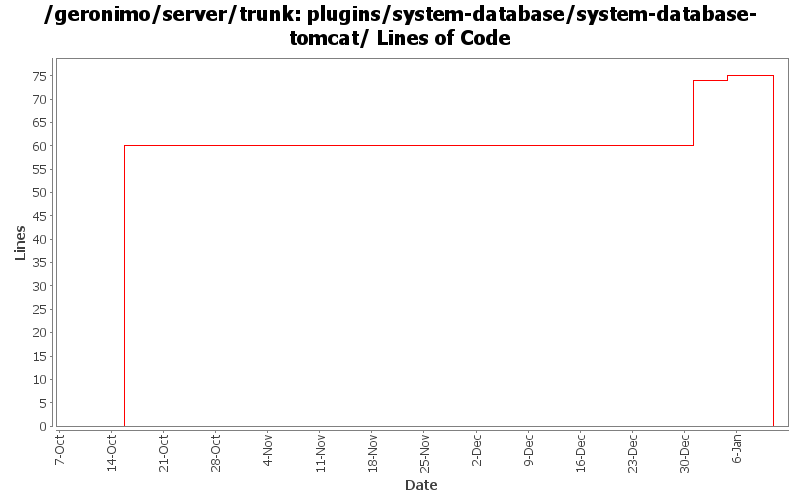 /geronimo/server/trunk: plugins/system-database/system-database-
tomcat/ Lines of Code
75
70
65
60
55
50
45
40
35
30
25
20
15
10
5
0
Lines
7-Oct
14-Oct
21-Oct
28-Oct
4-Nov
11-Nov
18-Nov
25-Nov
2-Dec
9-Dec
16-Dec
23-Dec
30-Dec
6-Jan
Date